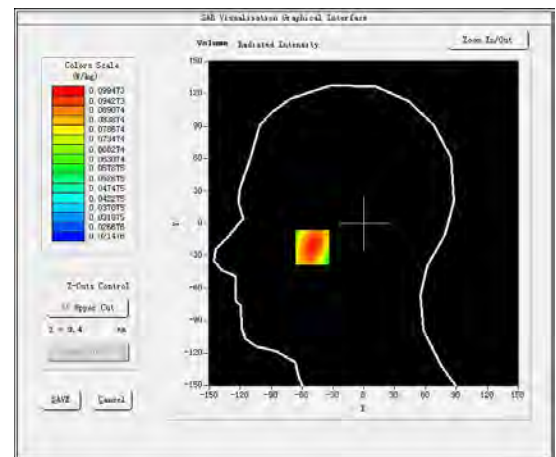 SAR Visualisation Graphical Interface
Volume Radiated Intensity
Zoom In/Out
Colors Scale
(W/kg)
0.099473
0.094273
0.089074
0.083874
0.078674
0.073474
0.068274
0.063074
0.057875
0.052675
0.047475
0.042275
0.037075
0.031875
0.026676
0.021476
150
120
90
60
30
0
-30
-60
-90
-120
-150
Y
-150 -120 -90 -60 -30 0 30 60 90 120 150
X
Z-Cuts Control
Upper Cut
Z = 0.4 mm
SAVE
Cancel